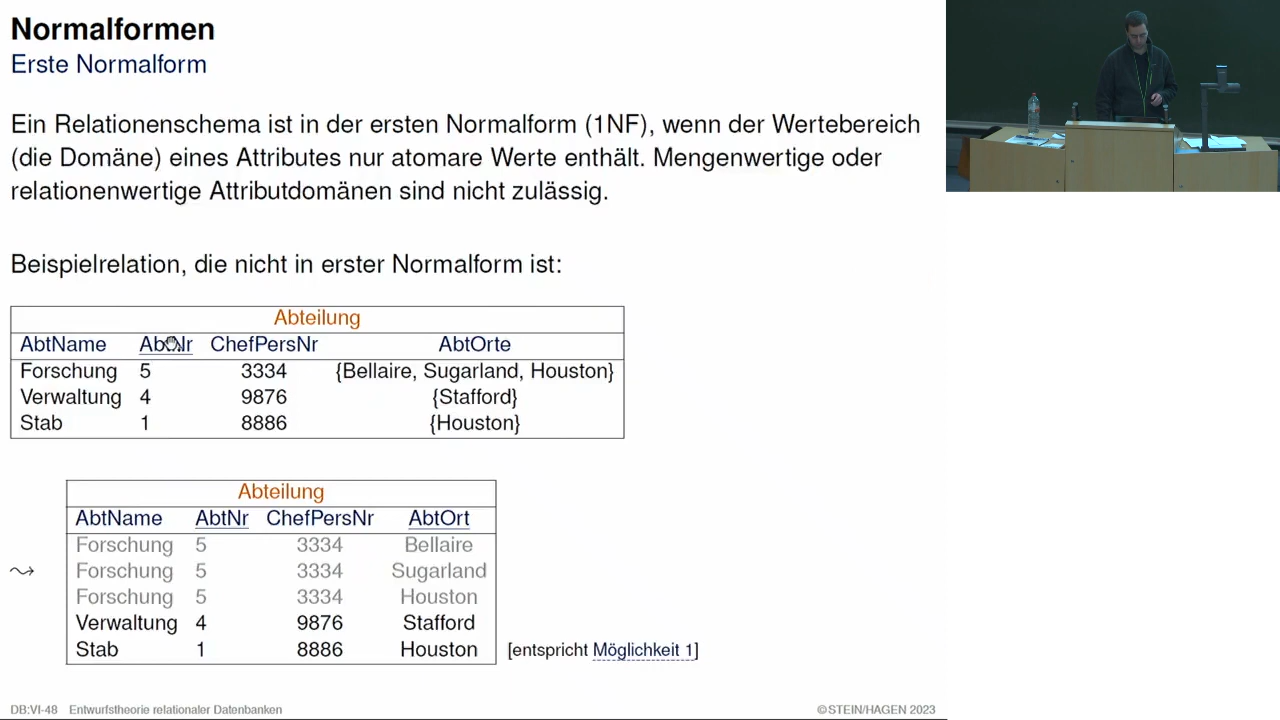 Normalformen
Erste Normalform
Ein Relationenschema ist in der ersten Normalform (1NF), wenn der Wertebereich
(die Domäne) eines Attributes nur atomare Werte enthält. Mengenwertige oder
relationenwertige Attributdomänen sind nicht zulässig.
Beispielrelation, die nicht in erster Normalform ist:
Abteilung
AbtName AbtNr ChefPersNr AbtOrte
Forschung 5 3334 {Bellaire, Sugarland, Houston}
Verwaltung 4 9876 {Stafford}
Stab 1 8886 {Houston}
Abteilung
AbtName AbtNr ChefPersNr AbtOrt
Forschung 5 3334 Bellaire
Forschung 5 3334 Sugarland
Forschung 5 3334 Houston
Verwaltung 4 9876 Stafford
Stab 1 8886 Houston [entspricht Möglichkeit 1]
DB:VI-48 Entwurfstheorie relationaler Datenbanken ©STEIN/HAGEN 2023